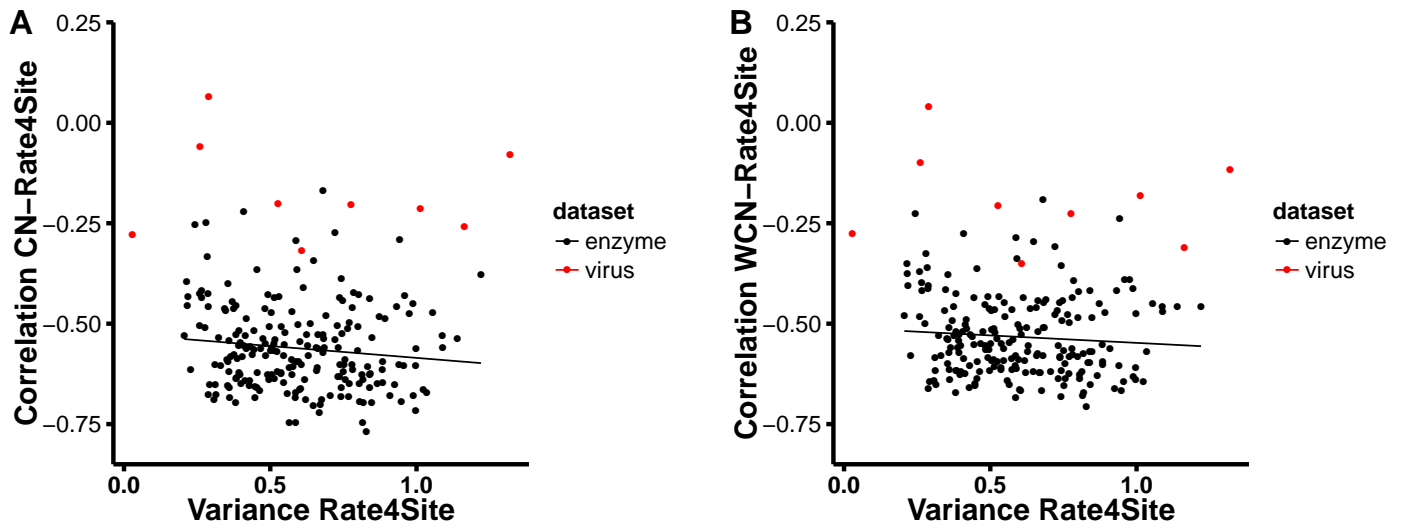 A
Correlation CN−Rate4Site
0.25
0.00
−0.25
−0.50
−0.75
0.0 0.5 1.0
Variance Rate4Site
dataset
enzyme
virus
B
Correlation WCN−Rate4Site
0.25
0.00
−0.25
−0.50
−0.75
0.0 0.5 1.0
Variance Rate4Site
dataset
enzyme
virus